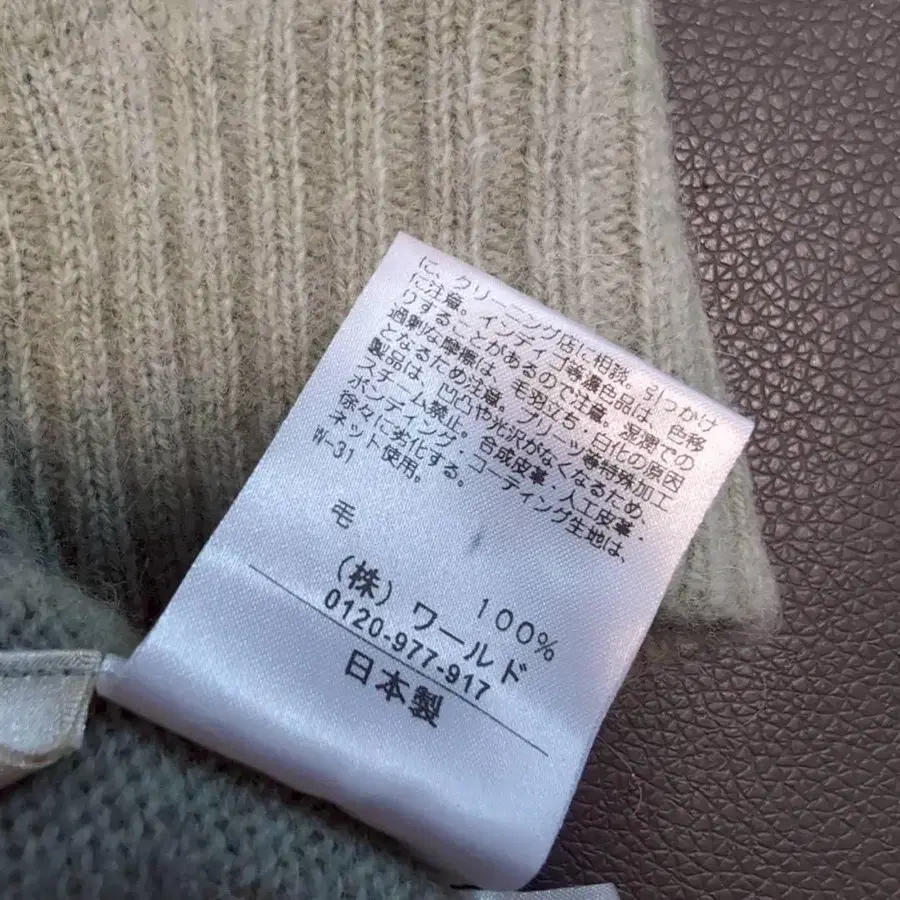 に、クリーニング店に相談。引っかけ
に注意。インディゴ等濃色品は、色移
りすることがあるので注意。湿潤での
過剰な摩擦は、毛羽立ち・白化の原因
となるため注意。プリーツ等特殊加工
製品は、凹凸や光沢がなくなるため、
スチーム禁止。合成皮革・人工皮革・
ボンディング・コーティング生地は、
徐々に劣化する。
ネット使用。
W-31
毛 100%
(株)ワールド
0120-977-917
日本製